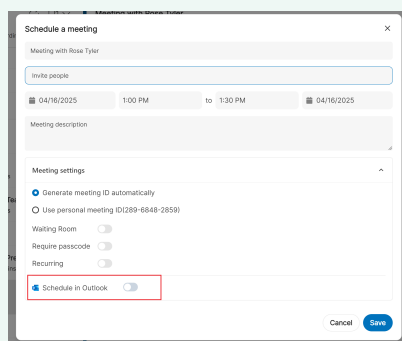 Meeting with Rose Tyler
Schedule a meeting
Meeting with Rose Tyler
Invite people
04/16/2025 1:00 PM to 1:30 PM 04/16/2025
Meeting description
Meeting settings
Generate meeting ID automatically
Use personal meeting ID(289-6848-2859)
Waiting Room
Require passcode
Recurring
Schedule in Outlook
Cancel Save